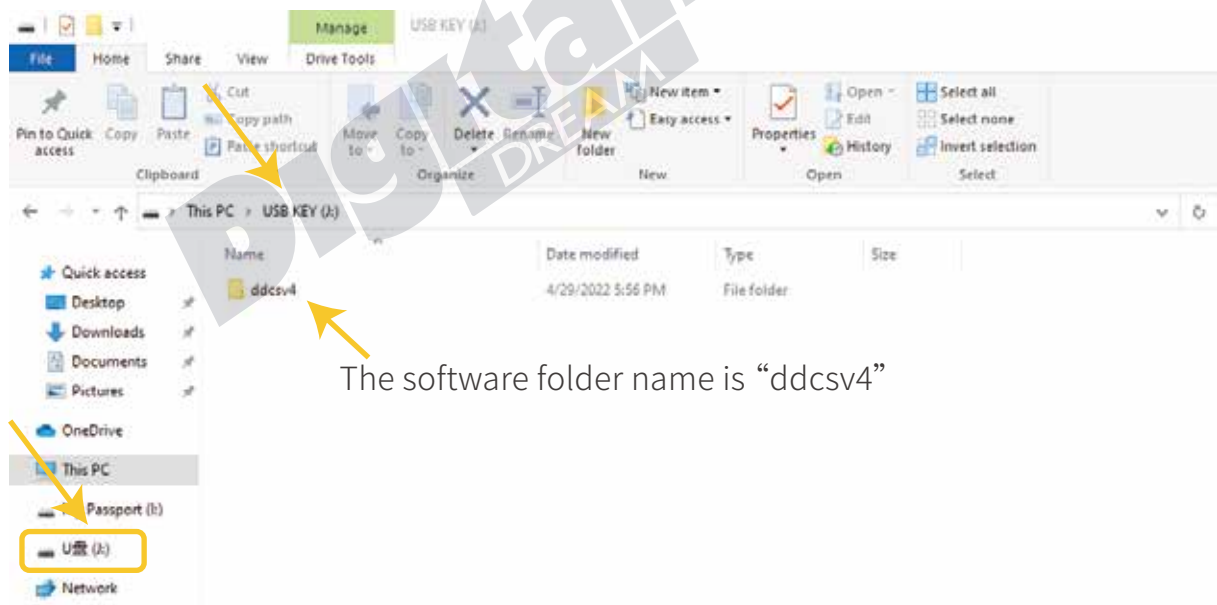 Manage USB KEY (J:)
File Home Share View Drive Tools
Cut
Copy path
Paste shortcut
Pin to Quick access
Copy
Paste
Move to
Copy to
Delete
Rename
New folder
New item
Easy access
Properties
Open
Edit
History
Select all
Select none
Invert selection
Clipboard Organize New Open Select
This PC > USB KEY (J:)
Name Date modified Type Size
ddcsv4 4/29/2022 5:56 PM File folder
Quick access
Desktop
Downloads
Documents
Pictures
OneDrive
This PC
Passport (I:)
U盘 (J:)
Network
The software folder name is “ddcsv4”
Digital
DREAM